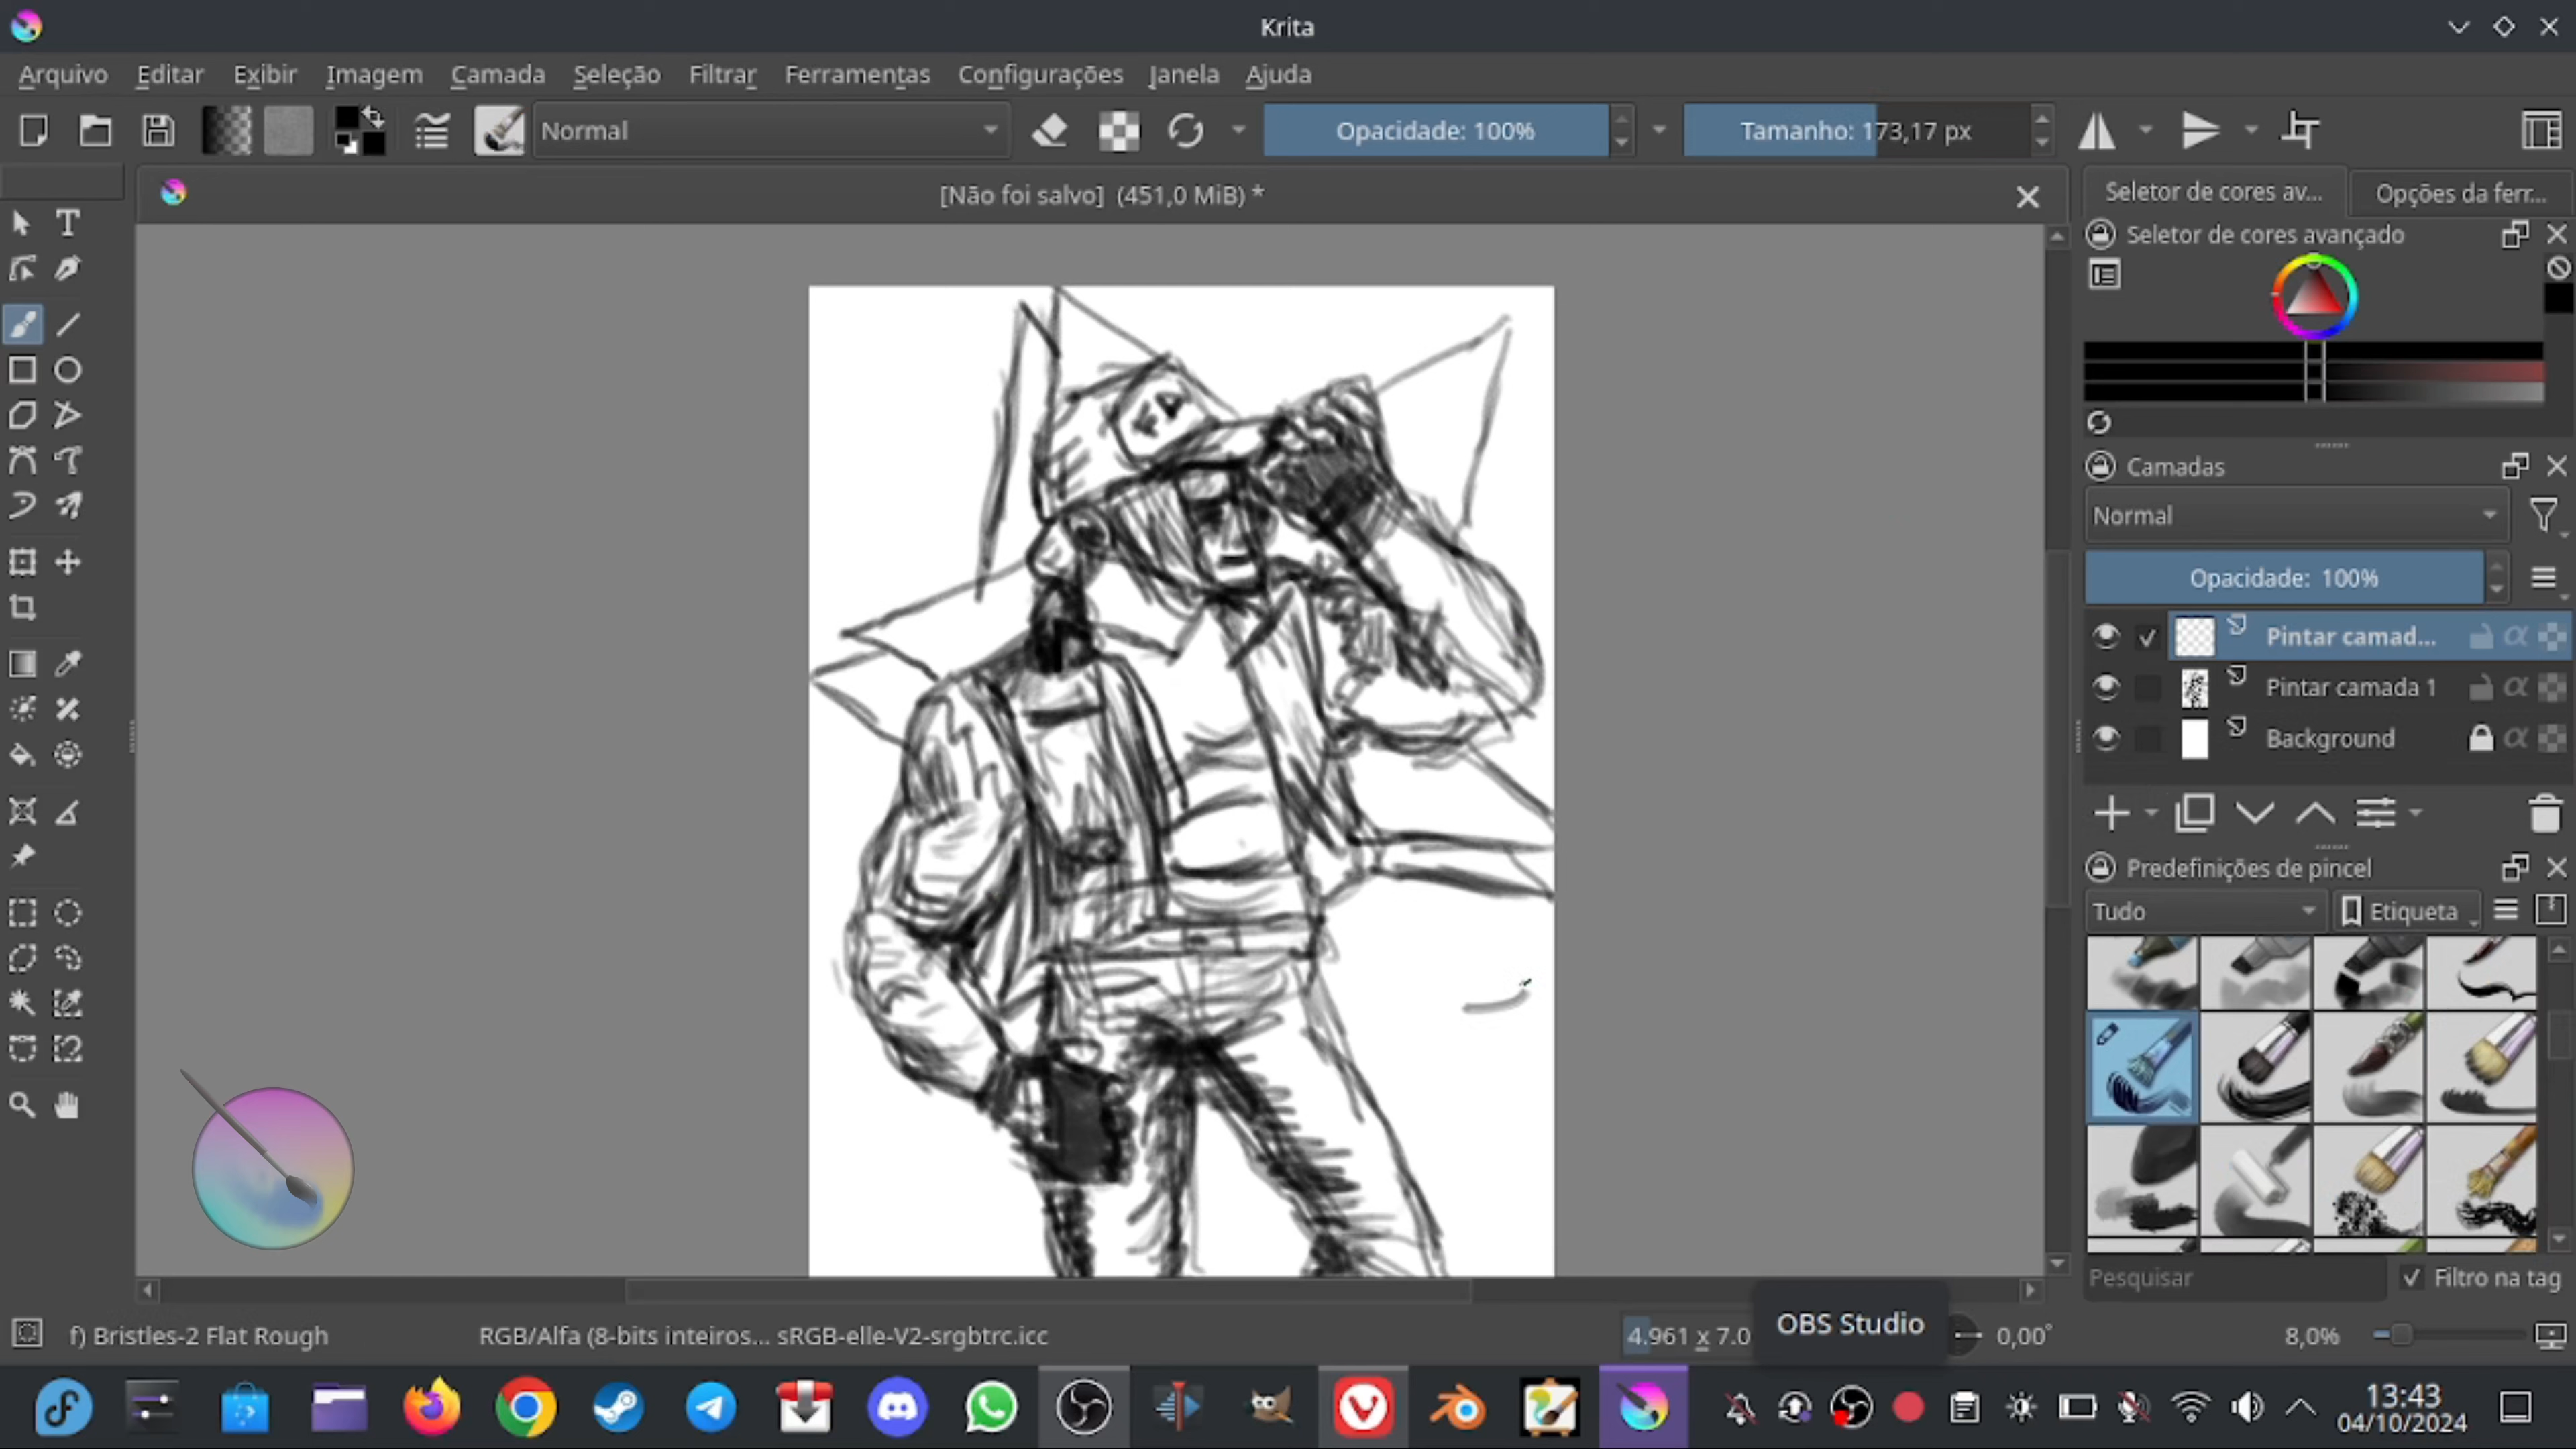 Krita
Arquivo Editar Exibir Imagem Camada Seleção Filtrar Ferramentas Configurações Janela Ajuda
Normal Opacidade: 100% Tamanho: 173,17 px
[Não foi salvo] (451,0 MiB) *
Seletor de cores av... Opções da ferr...
Seletor de cores avançado
Camadas
Normal
Opacidade: 100%
Pintar camad...
Pintar camada 1
Background
Predefinições de pincel
Tudo Etiqueta
Pesquisar Filtro na tag
f) Bristles-2 Flat Rough RGB/Alfa (8-bits inteiros... sRGB-elle-V2-srgbtrc.icc 4.961 x 7.0 OBS Studio 0,00° 8,0%
13:43
04/10/2024